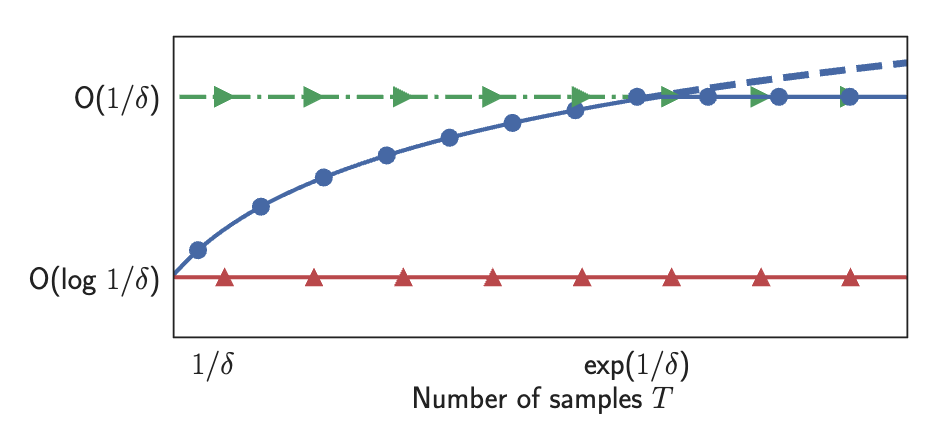 O(1/δ)
O(log 1/δ)
1/δ
exp(1/δ)
Number of samples T